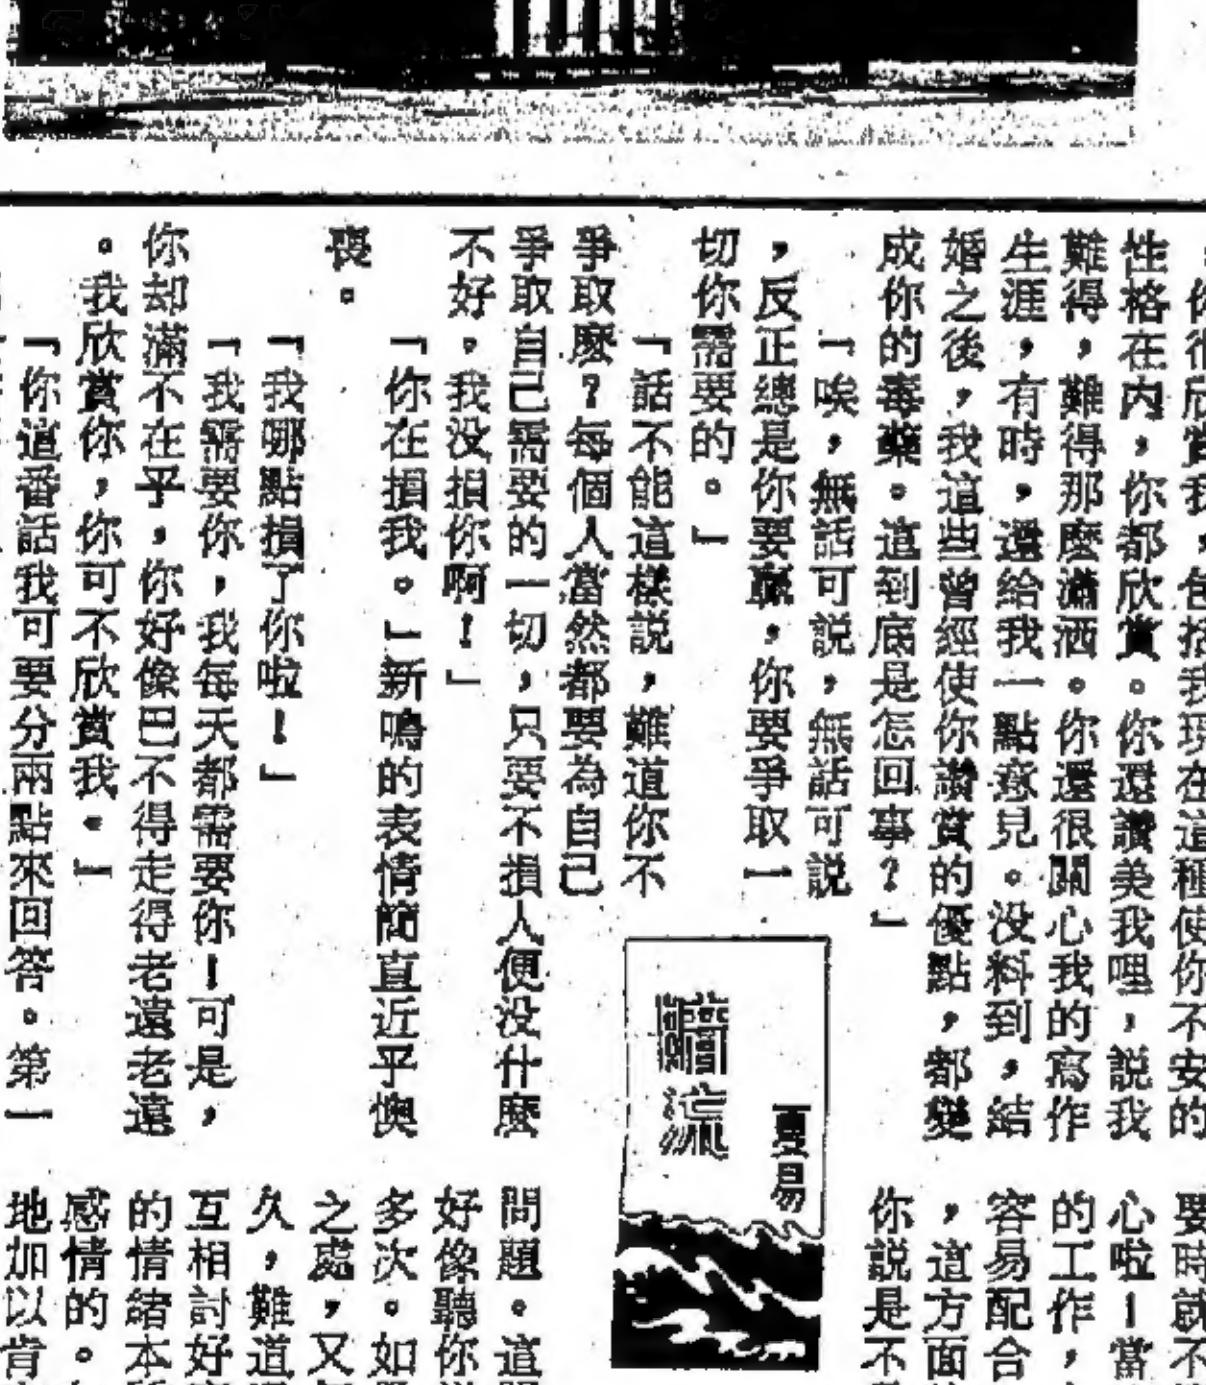 你很欣賞我，包括我現在這種使你不安的
性格在内，你都欣賞。你還讚美我哩，説我
難得，難得那麼瀟洒。你還很關心我的寫作
生涯，有時，還給我一點意見。没料到，結
婚之後，我這些曾經使你讚賞的優點，都變
成你的毒藥。這到底是怎回事？」
「唉，無話可説，無話可説
，反正總是你要贏，你要爭取一
切你需要的。」
「話不能這樣説，難道你不
爭取麼？每個人當然都要為自己
爭取自己需要的一切，只要不損人便没什麼
不好。我没損你啊！」
「你在損我。」新鳴的表情簡直近乎懊
喪。
「我哪點損了你啦！」
「我需要你，我每天都需要你！可是，
你却滿不在乎，你好像巴不得走得老遠老遠
。我欣賞你，你可不欣賞我。」
「你這番話我可要分兩點來回答。第一
流
夏易
要時就不
心啦！當
的工作，
容易配合
，這方面
你説是不
問題。這
好像聽你
多次。如
之處，又
久，難道
互相討好
的情緒本
感情的。
地加以肯